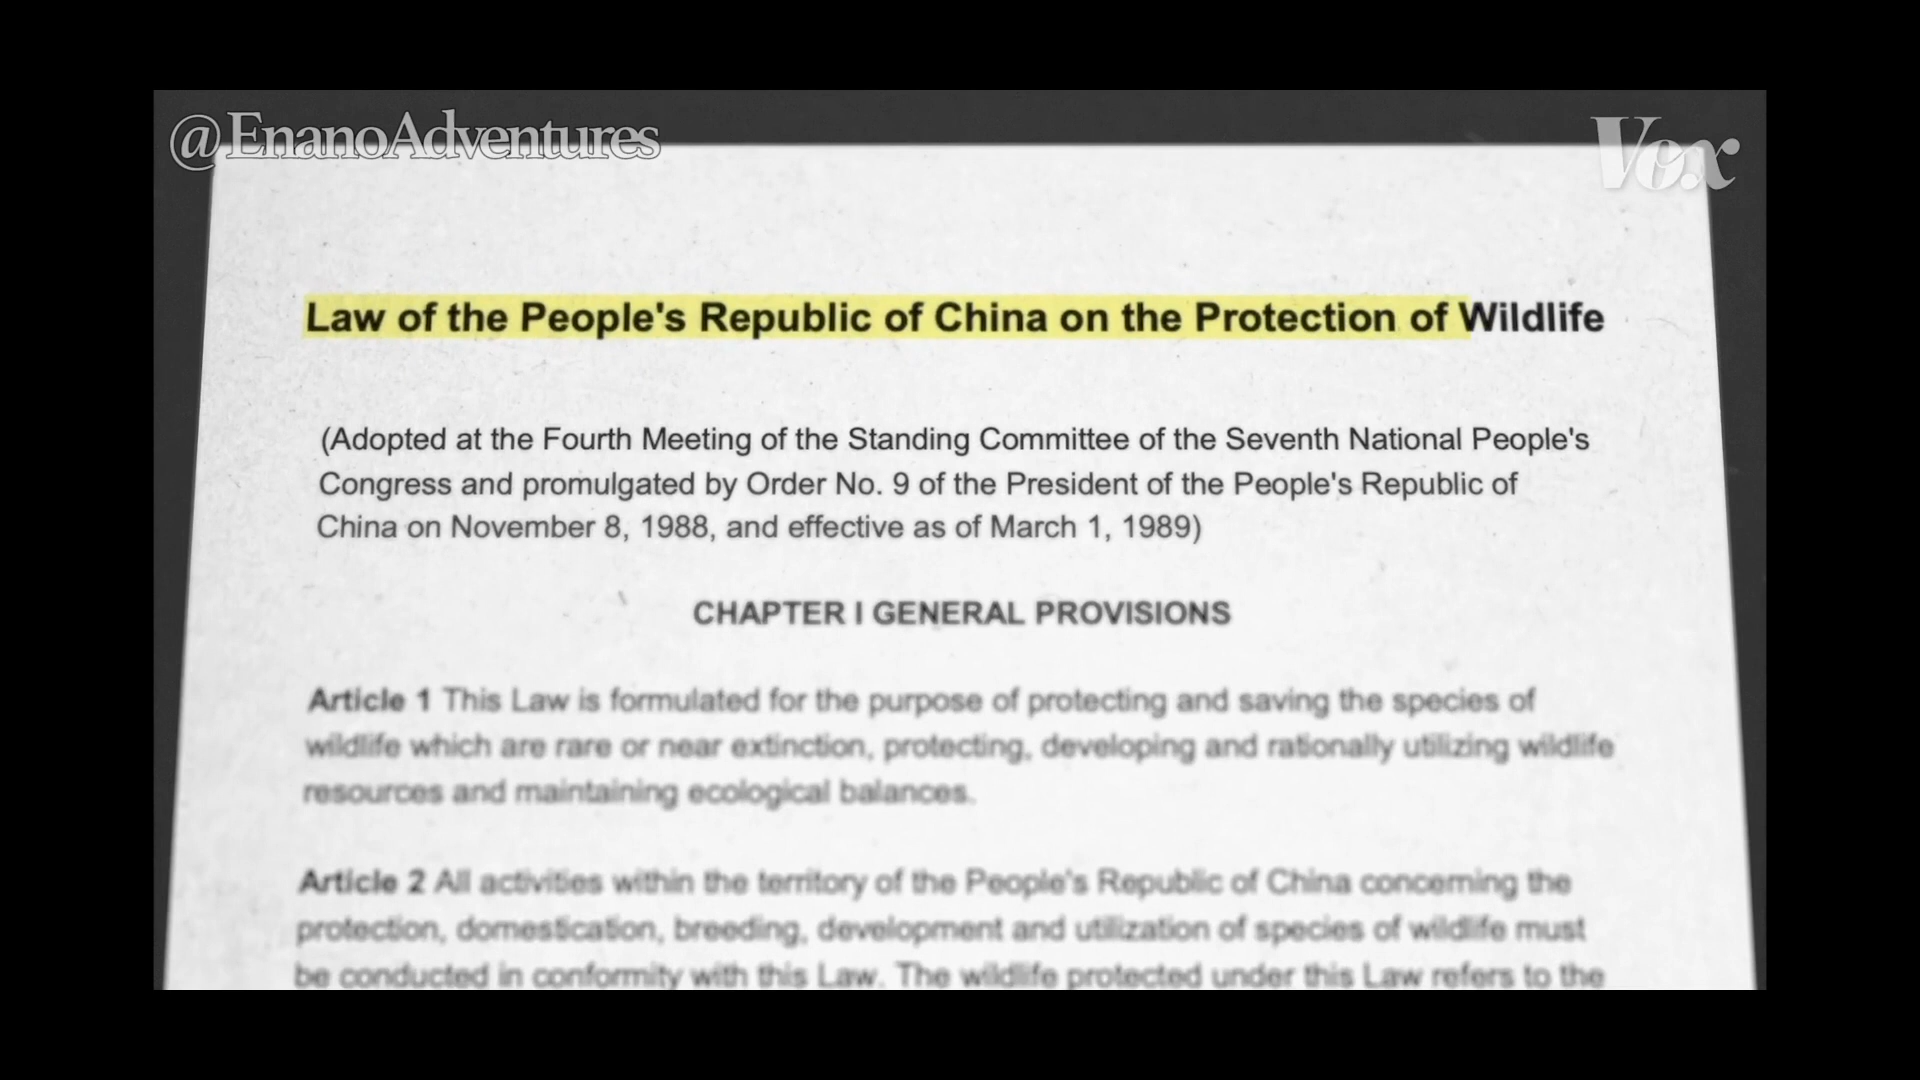 @EnanoAdventures
Vox
Law of the People's Republic of China on the Protection of Wildlife
(Adopted at the Fourth Meeting of the Standing Committee of the Seventh National People's
Congress and promulgated by Order No. 9 of the President of the People's Republic of
China on November 8, 1988, and effective as of March 1, 1989)
CHAPTER I GENERAL PROVISIONS
Article 1 This Law is formulated for the purpose of protecting and saving the species of
wildlife which are rare or near extinction, protecting, developing and rationally utilizing wildlife
resources and maintaining ecological balances.
Article 2 All activities within the territory of the People's Republic of China concerning the
protection, domestication, breeding, development and utilization of species of wildlife must
be conducted in conformity with this Law. The wildlife protected under this Law refers to the